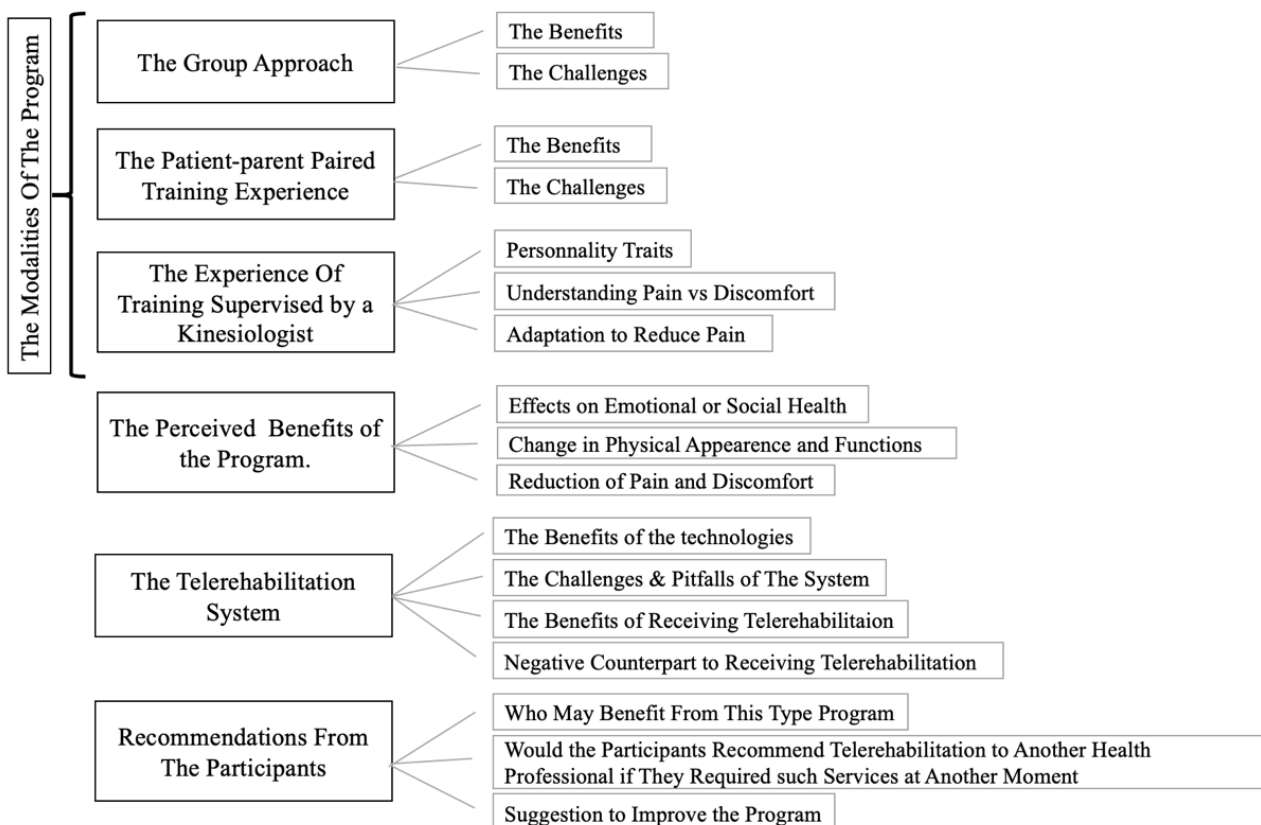 The Modalities Of The Program
The Group Approach
The Benefits
The Challenges
The Patient-parent Paired
Training Experience
The Benefits
The Challenges
The Experience Of
Training Supervised by a
Kinesiologist
Personnality Traits
Understanding Pain vs Discomfort
Adaptation to Reduce Pain
The Perceived Benefits of
the Program.
Effects on Emotional or Social Health
Change in Physical Appearence and Functions
Reduction of Pain and Discomfort
The Telerehabilitation
System
The Benefits of the technologies
The Challenges & Pitfalls of The System
The Benefits of Receiving Telerehabilitaion
Negative Counterpart to Receiving Telerehabilitation
Recommendations From
The Participants
Who May Benefit From This Type Program
Would the Participants Recommend Telerehabilitation to Another Health
Professional if They Required such Services at Another Moment
Suggestion to Improve the Program